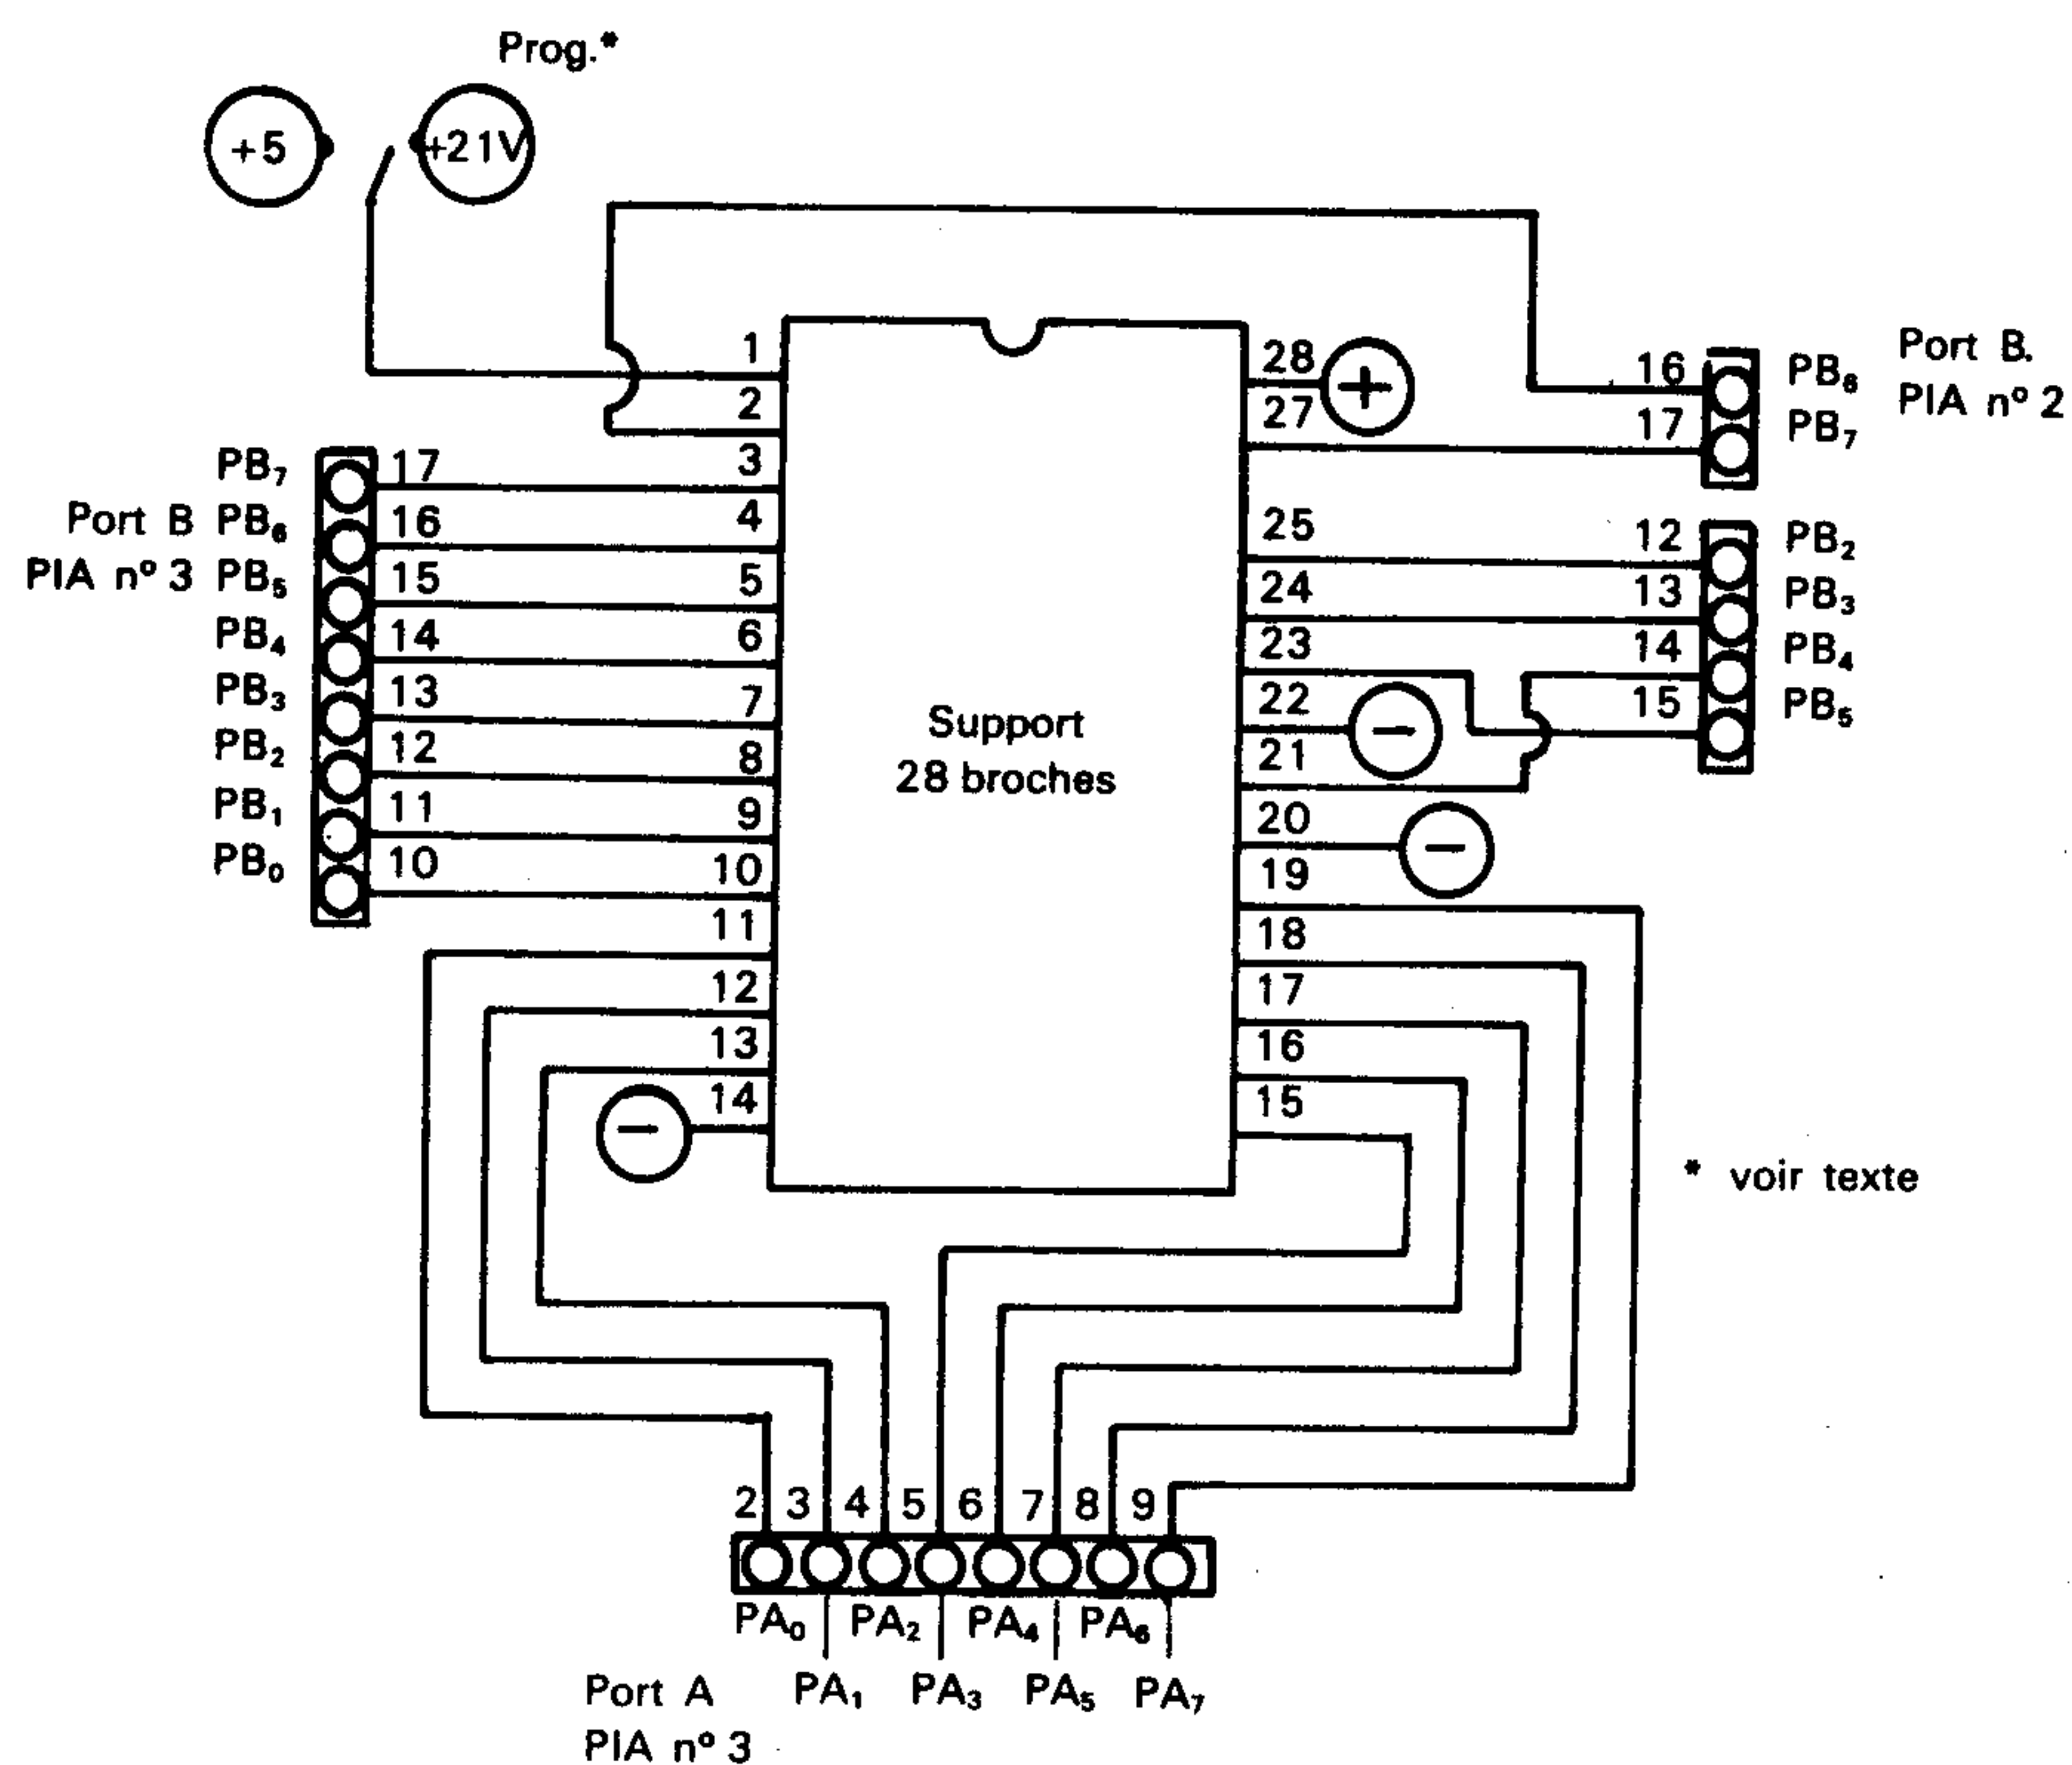 Prog.*
+5
+21V
1
2
3
4
5
6
7
8
9
10
11
12
13
14
28
27
25
24
23
22
21
20
19
18
17
16
15
+
−
−
−
Support
28 broches
PB₇ 17
Port B PB₆ 16
PIA nº 3 PB₅ 15
PB₄ 14
PB₃ 13
PB₂ 12
PB₁ 11
PB₀ 10
16 PB₆ Port B.
17 PB₇ PIA nº 2
12 PB₂
13 PB₃
14 PB₄
15 PB₅
* voir texte
2 3 4 5 6 7 8 9
PA₀ PA₂ PA₄ PA₆
Port A PA₁ PA₃ PA₅ PA₇
PIA nº 3